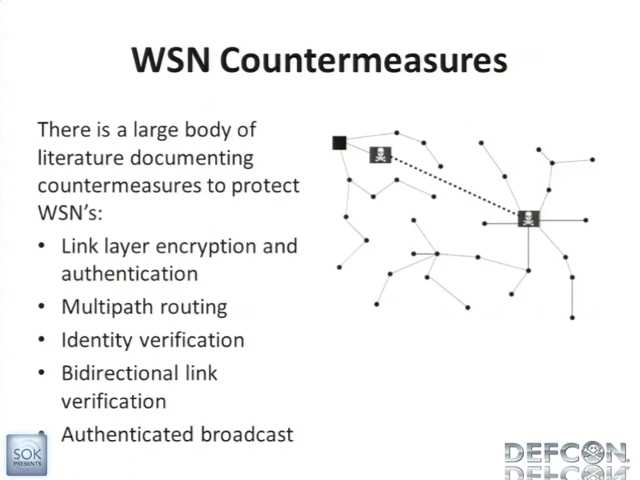 WSN Countermeasures
There is a large body of
literature documenting
countermeasures to protect
WSN's:
• Link layer encryption and
authentication
• Multipath routing
• Identity verification
• Bidirectional link
verification
• Authenticated broadcast
SOK
PRESENTS
DEFCON